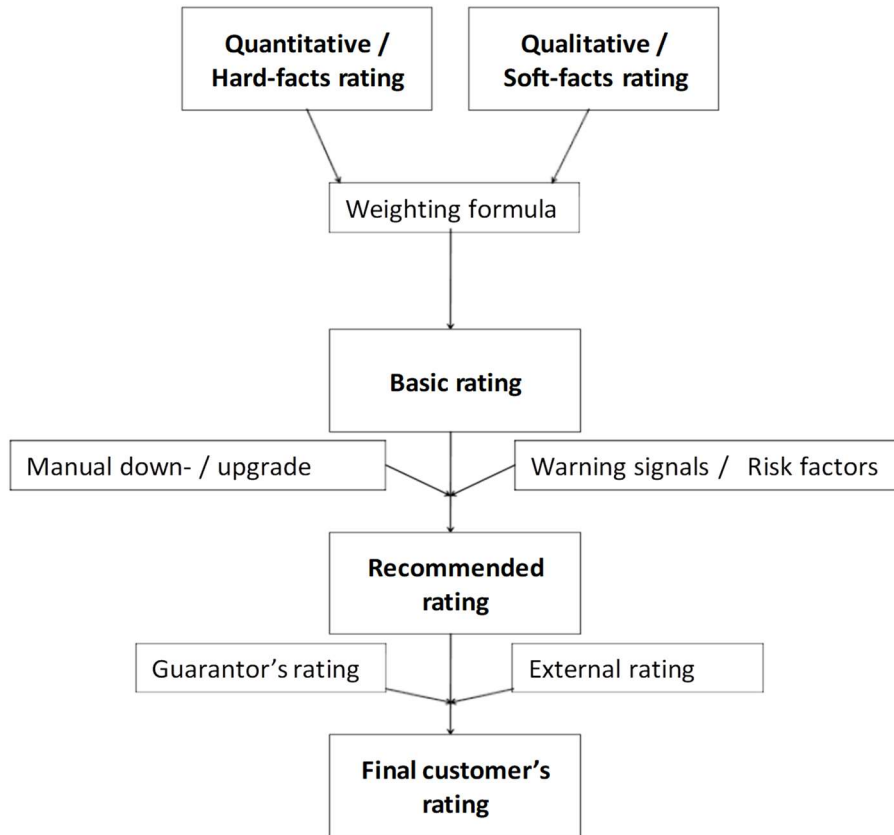 Quantitative /
Hard-facts rating
Qualitative /
Soft-facts rating
Weighting formula
Basic rating
Manual down- / upgrade
Warning signals / Risk factors
Recommended
rating
Guarantor’s rating
External rating
Final customer’s
rating